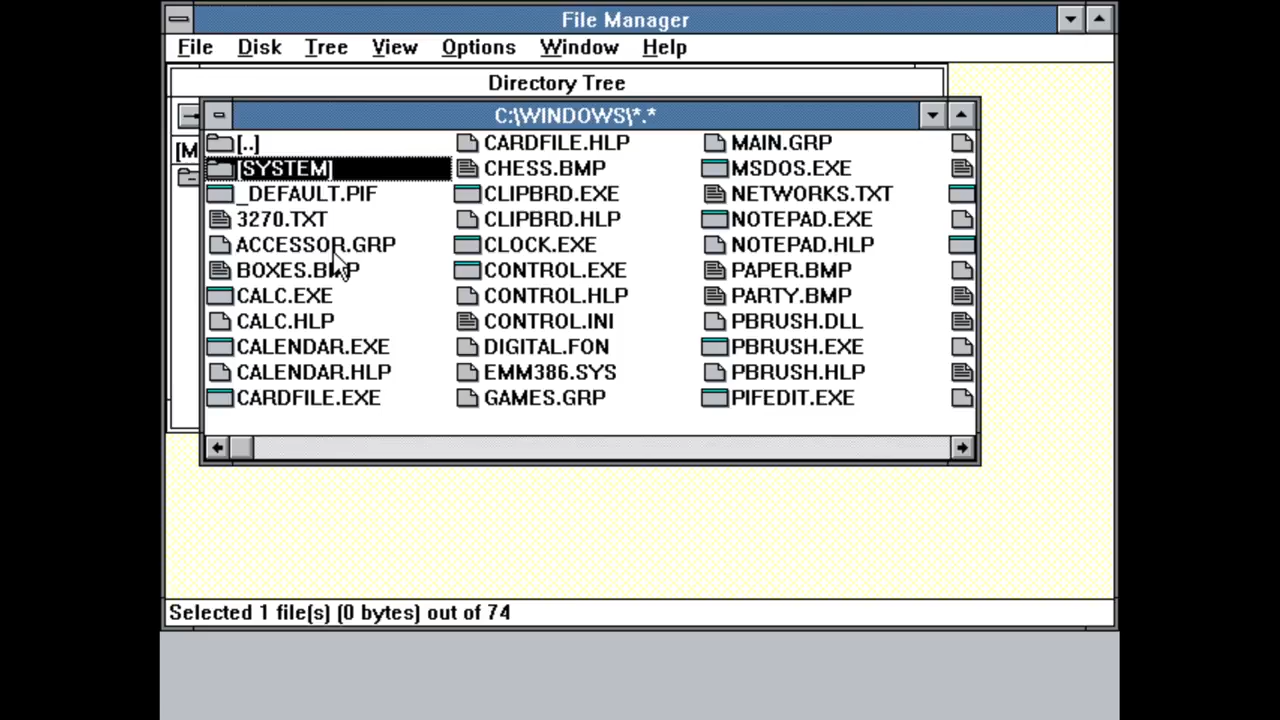 File Manager
File Disk Tree View Options Window Help
Directory Tree
C:\WINDOWS\*.*
[M
[..]
[SYSTEM]
_DEFAULT.PIF
3270.TXT
ACCESSOR.GRP
BOXES.BMP
CALC.EXE
CALC.HLP
CALENDAR.EXE
CALENDAR.HLP
CARDFILE.EXE
CARDFILE.HLP
CHESS.BMP
CLIPBRD.EXE
CLIPBRD.HLP
CLOCK.EXE
CONTROL.EXE
CONTROL.HLP
CONTROL.INI
DIGITAL.FON
EMM386.SYS
GAMES.GRP
MAIN.GRP
MSDOS.EXE
NETWORKS.TXT
NOTEPAD.EXE
NOTEPAD.HLP
PAPER.BMP
PARTY.BMP
PBRUSH.DLL
PBRUSH.EXE
PBRUSH.HLP
PIFEDIT.EXE
Selected 1 file(s) (0 bytes) out of 74